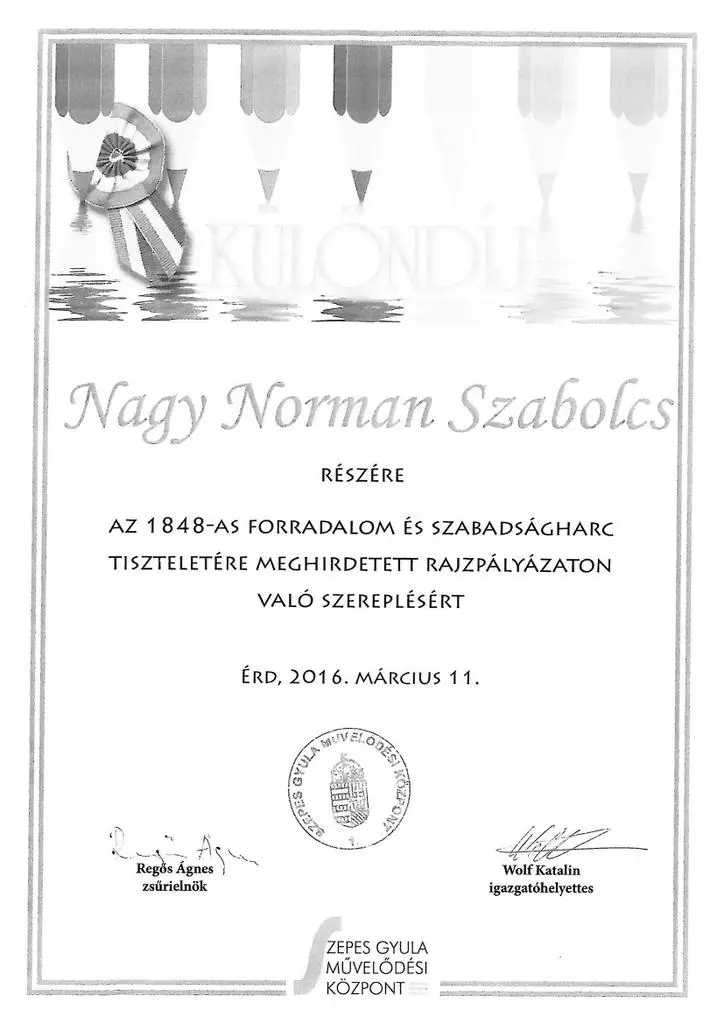 KÜLÖNDÍJ
Nagy Norman Szabolcs
RÉSZÉRE
AZ 1848-AS FORRADALOM ÉS SZABADSÁGHARC
TISZTELETÉRE MEGHIRDETETT RAJZPÁLYÁZATON
VALÓ SZEREPLÉSÉRT
ÉRD, 2016. MÁRCIUS 11.
SZEPES GYULA MŰVELŐDÉSI KÖZPONT
1.
Regős Ágnes
Regős Ágnes
zsűrielnök
Wolf Katalin
igazgatóhelyettes
SZEPES GYULA
MŰVELŐDÉSI
KÖZPONT